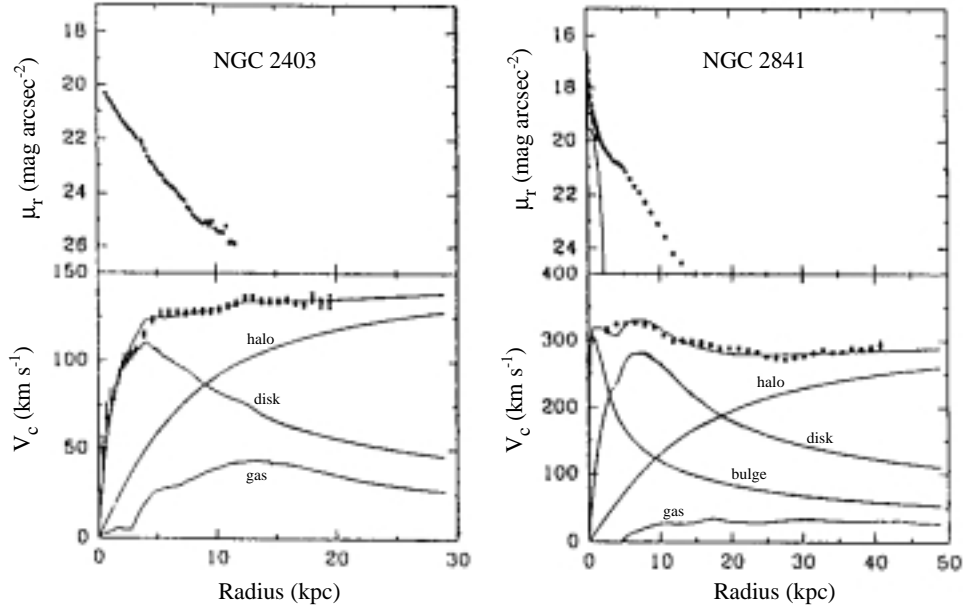 NGC 2403
μr (mag arcsec-2)
18
20
22
24
26
150
100
50
0
Vc (km s-1)
halo
disk
gas
0
10
20
30
Radius (kpc)
NGC 2841
μr (mag arcsec-2)
16
18
20
22
24
400
300
200
100
0
Vc (km s-1)
halo
disk
bulge
gas
0
10
20
30
40
50
Radius (kpc)